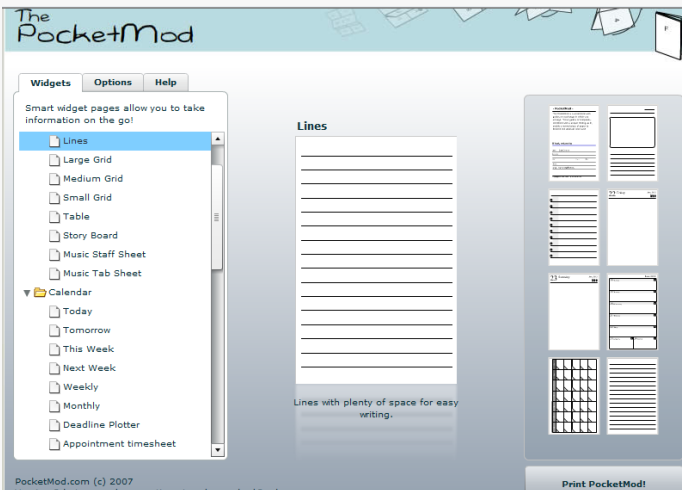 The
PocketMod
F
Widgets
Options
Help
Smart widget pages allow you to take
information on the go!
Lines
Large Grid
Medium Grid
Small Grid
Table
Story Board
Music Staff Sheet
Music Tab Sheet
Calendar
Today
Tomorrow
This Week
Next Week
Weekly
Monthly
Deadline Plotter
Appointment timesheet
Lines
Lines with plenty of space for easy
writing.
22
23
Print PocketMod!
PocketMod.com (c) 2007